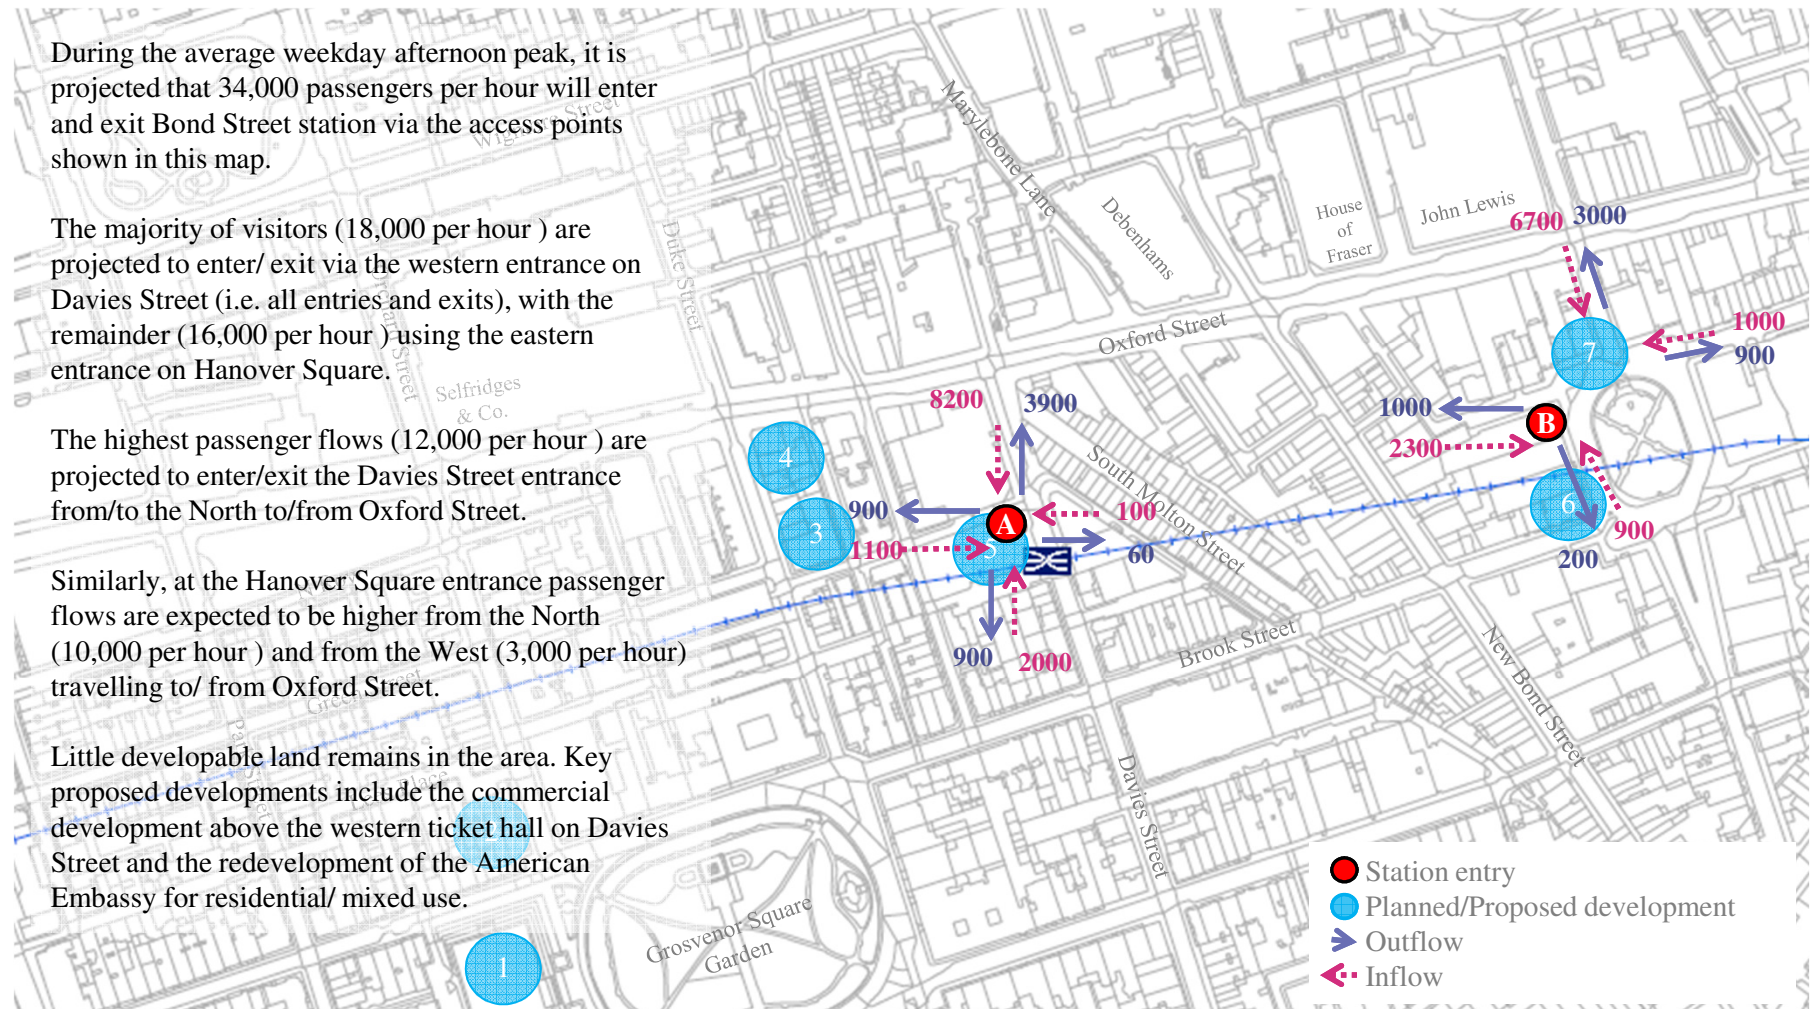 During the average weekday afternoon peak, it is
projected that 34,000 passengers per hour will enter
and exit Bond Street station via the access points
shown in this map.
The majority of visitors (18,000 per hour ) are
projected to enter/ exit via the western entrance on
Davies Street (i.e. all entries and exits), with the
remainder (16,000 per hour ) using the eastern
entrance on Hanover Square.
The highest passenger flows (12,000 per hour ) are
projected to enter/exit the Davies Street entrance
from/to the North to/from Oxford Street.
Similarly, at the Hanover Square entrance passenger
flows are expected to be higher from the North
(10,000 per hour ) and from the West (3,000 per hour)
travelling to/ from Oxford Street.
Little developable land remains in the area. Key
proposed developments include the commercial
development above the western ticket hall on Davies
Street and the redevelopment of the American
Embassy for residential/ mixed use.
Wigmore Street
Duke Street
Street
Selfridges
& Co.
Green Street
Place
Marylebone Lane
Debenhams
House
of
Fraser
John Lewis
Oxford Street
South Molton Street
Brook Street
New Bond Street
Davies Street
Grosvenor Square
Garden
6700
3000
7
1000
900
1000
B
2300
6
900
200
8200
3900
4
3
900
A
100
1100
5
60
900
2000
1
Station entry
Planned/Proposed development
Outflow
Inflow